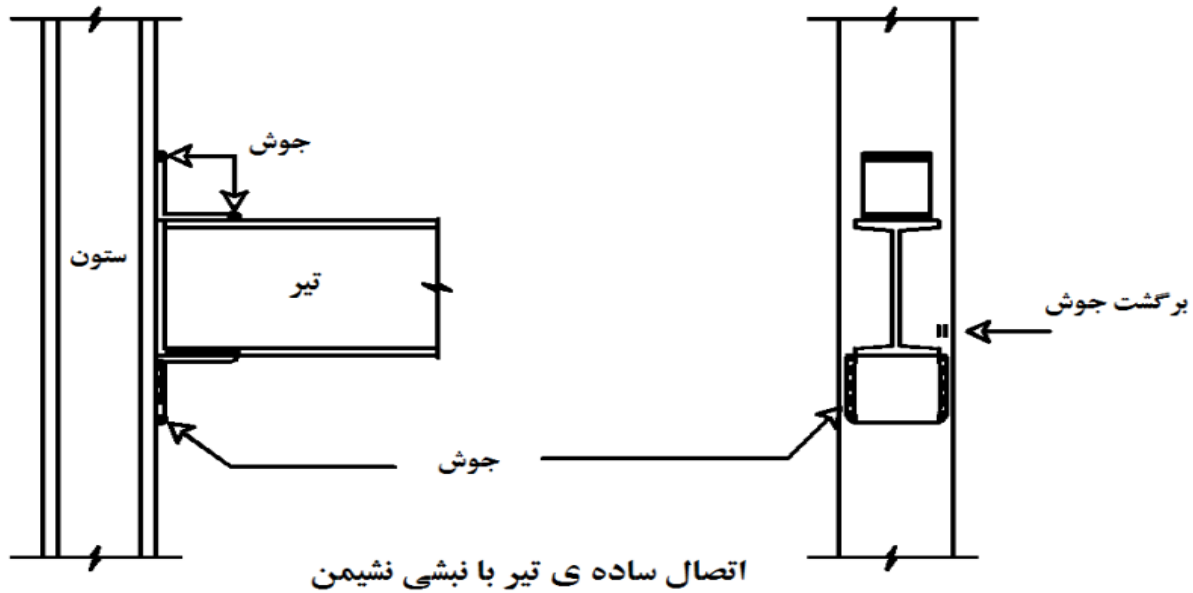 جوش
ستون
تیر
برگشت جوش
جوش
اتصال ساده ی تیر با نبشی نشیمن